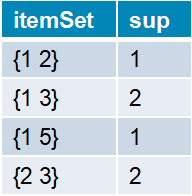 itemSet sup
{1 2} 1
{1 3} 2
{1 5} 1
{2 3} 2